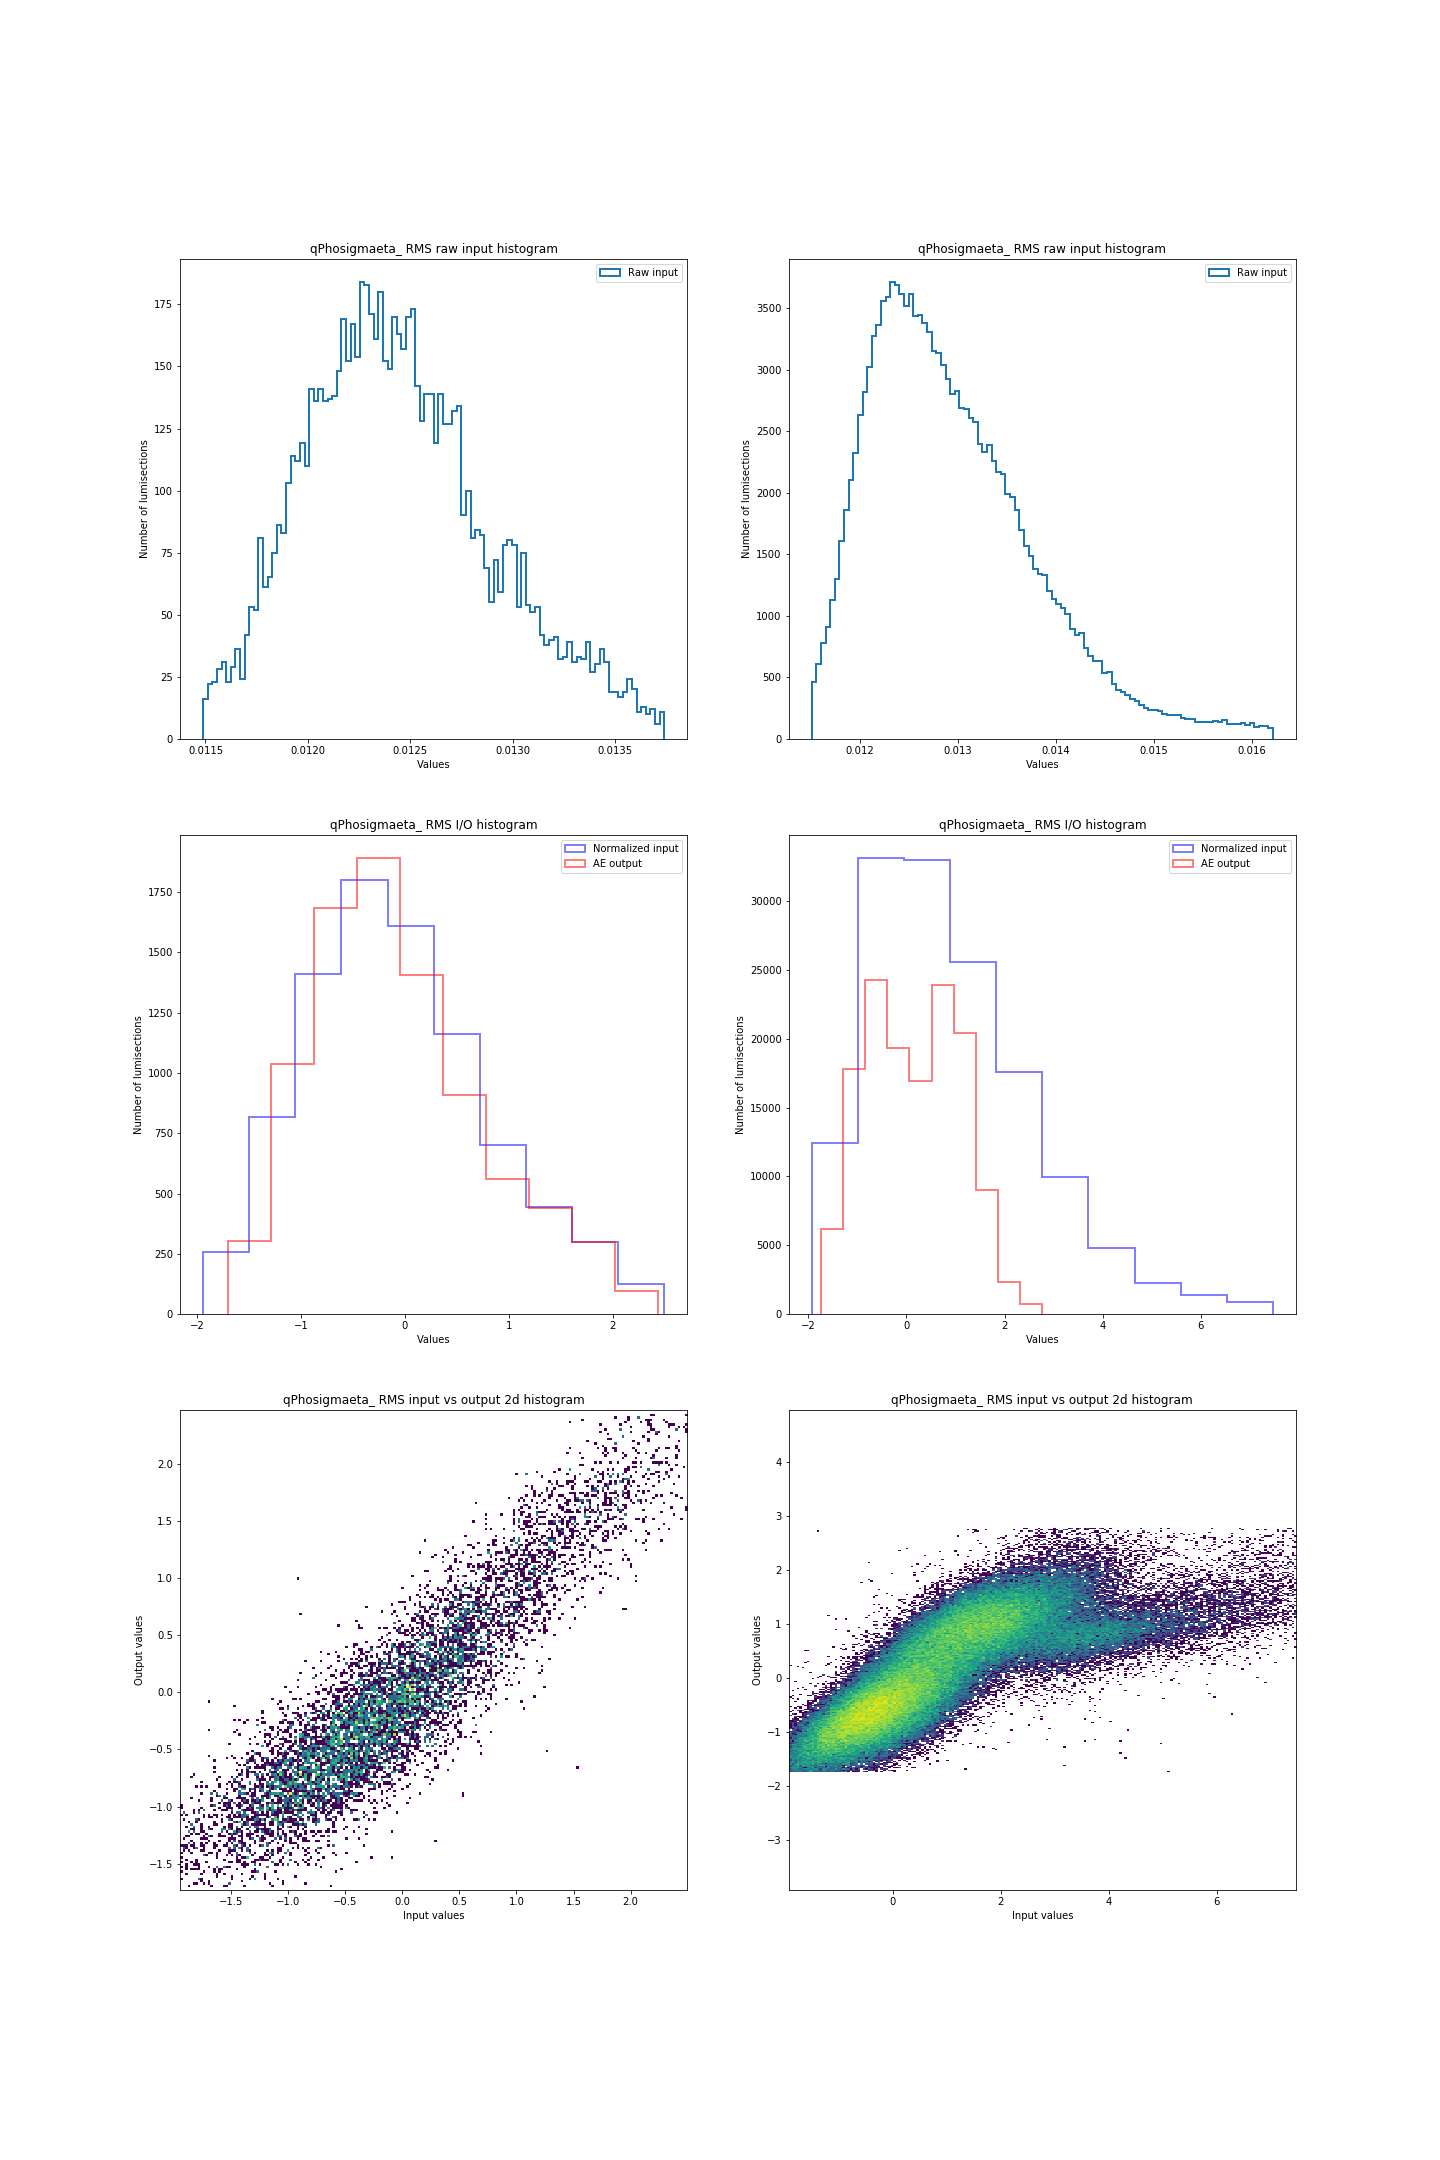 qPhosigmaeta_ RMS raw input histogram
Raw input
175
150
125
100
75
50
25
0
Number of lumisections
0.0115 0.0120 0.0125 0.0130 0.0135
Values
qPhosigmaeta_ RMS raw input histogram
Raw input
3500
3000
2500
2000
1500
1000
500
0
Number of lumisections
0.012 0.013 0.014 0.015 0.016
Values
qPhosigmaeta_ RMS I/O histogram
Normalized input
AE output
1750
1500
1250
1000
750
500
250
0
Number of lumisections
−2 −1 0 1 2
Values
qPhosigmaeta_ RMS I/O histogram
Normalized input
AE output
30000
25000
20000
15000
10000
5000
0
Number of lumisections
−2 0 2 4 6
Values
qPhosigmaeta_ RMS input vs output 2d histogram
2.0
1.5
1.0
0.5
0.0
−0.5
−1.0
−1.5
Output values
−1.5 −1.0 −0.5 0.0 0.5 1.0 1.5 2.0
Input values
qPhosigmaeta_ RMS input vs output 2d histogram
4
3
2
1
0
−1
−2
−3
Output values
0 2 4 6
Input values